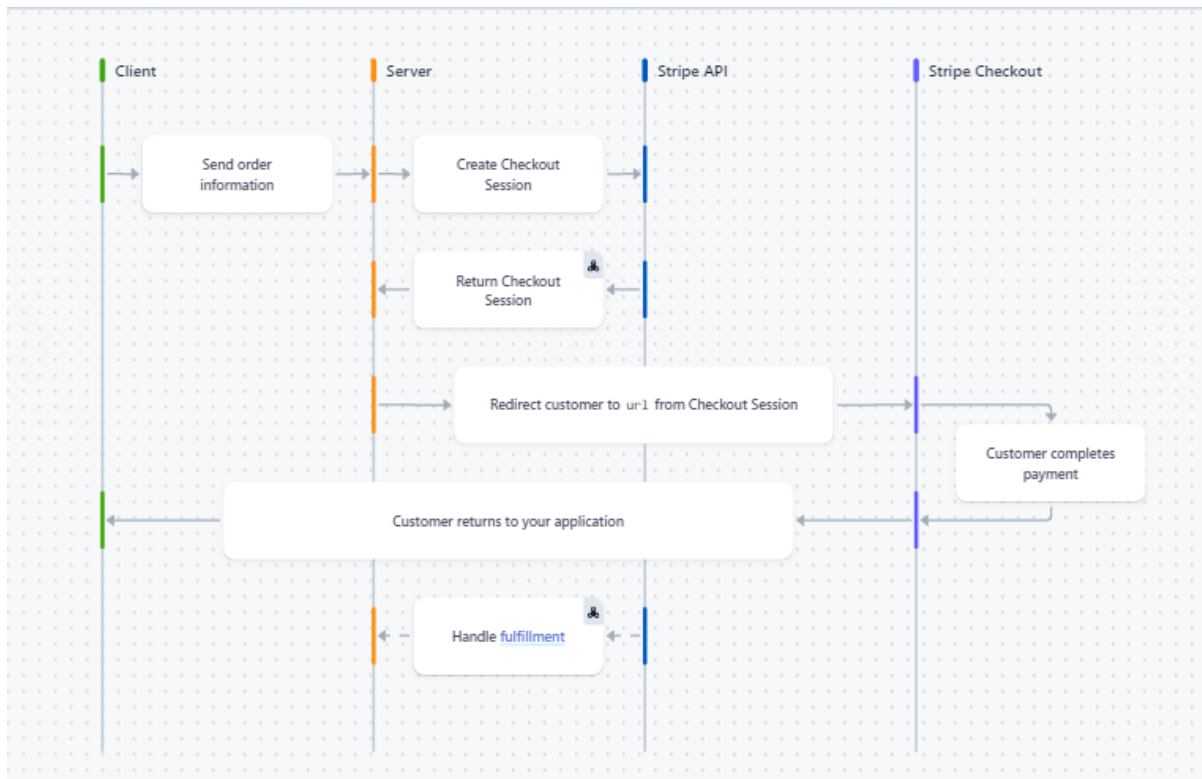 Client
Server
Stripe API
Stripe Checkout
Send order
information
Create Checkout
Session
Return Checkout
Session
Redirect customer to url from Checkout Session
Customer completes
payment
Customer returns to your application
Handle fulfillment